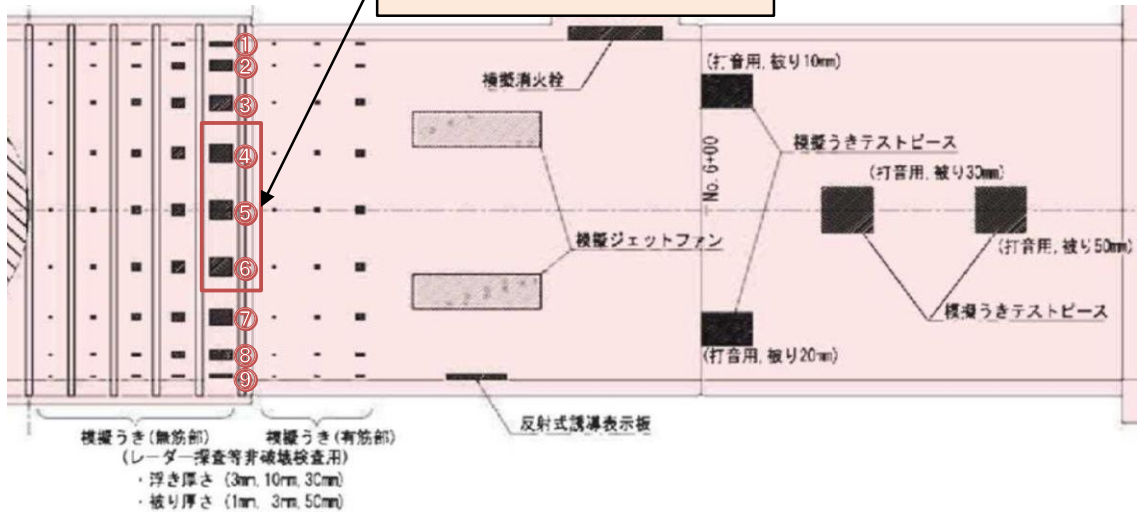 ①
②
③
④
⑤
⑥
⑦
⑧
⑨
模擬消火栓
(打音用, 被り10mm)
模擬うきテストピース
No. 6+00
(打音用, 被り30mm)
模擬ジェットファン
(打音用, 被り50mm)
模擬うきテストピース
(打音用, 被り20mm)
反射式誘導表示板
模擬うき(無筋部)
模擬うき(有筋部)
(レーダー探査等非破壊検査用)
・浮き厚さ (3mm, 10mm, 30mm)
・被り厚さ (1mm, 3mm, 50mm)